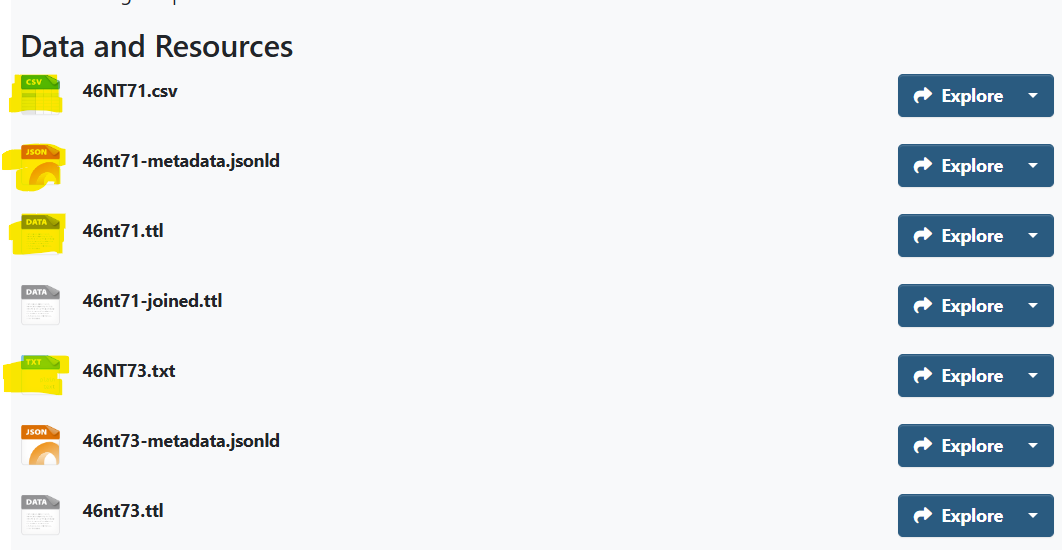 Data and Resources
CSV
46NT71.csv
Explore
JSON
46nt71-metadata.jsonld
Explore
DATA
46nt71.ttl
Explore
DATA
46nt71-joined.ttl
Explore
TXT
46NT73.txt
Explore
JSON
46nt73-metadata.jsonld
Explore
DATA
46nt73.ttl
Explore